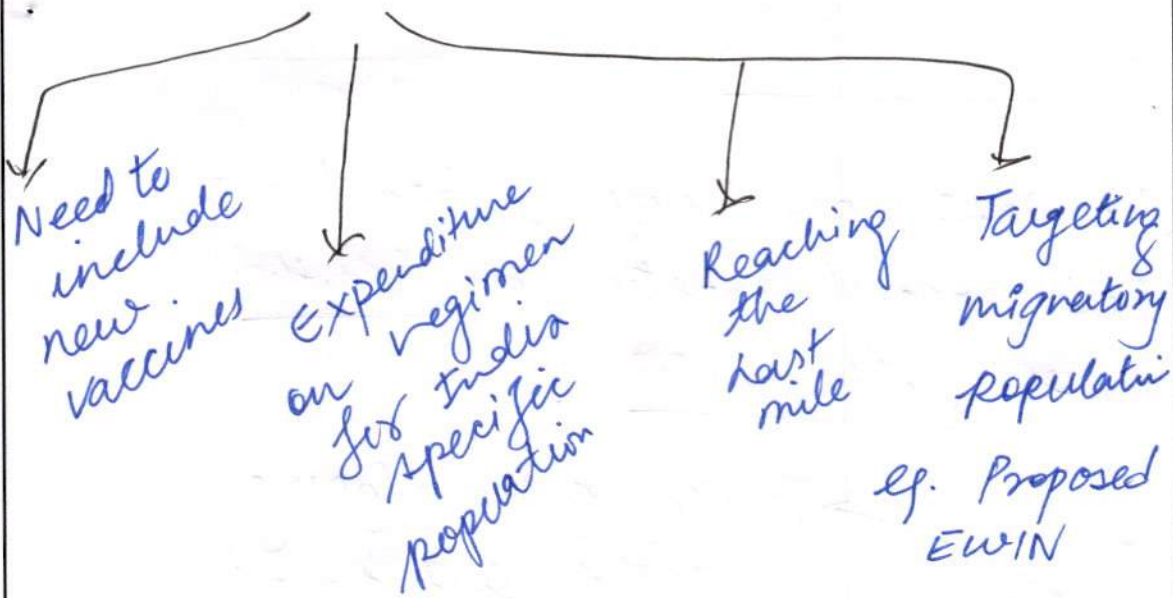 Need to
include
new
vaccines
Expenditure
on regimen
for India
specific
population
Reaching
the
Last
mile
Targeting
migratory
populati
eg. Proposed
EWIN